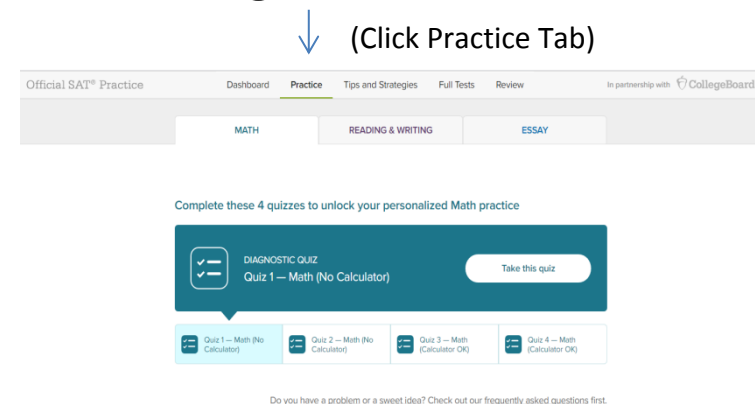 (Click Practice Tab)
Official SAT® Practice
Dashboard Practice Tips and Strategies Full Tests Review
In partnership with CollegeBoard
MATH READING & WRITING ESSAY
Complete these 4 quizzes to unlock your personalized Math practice
DIAGNOSTIC QUIZ
Quiz 1 — Math (No Calculator)
Take this quiz
Quiz 1 — Math (No
Calculator)
Quiz 2 — Math (No
Calculator)
Quiz 3 — Math
(Calculator OK)
Quiz 4 — Math
(Calculator OK)
Do you have a problem or a sweet idea? Check out our frequently asked questions first.